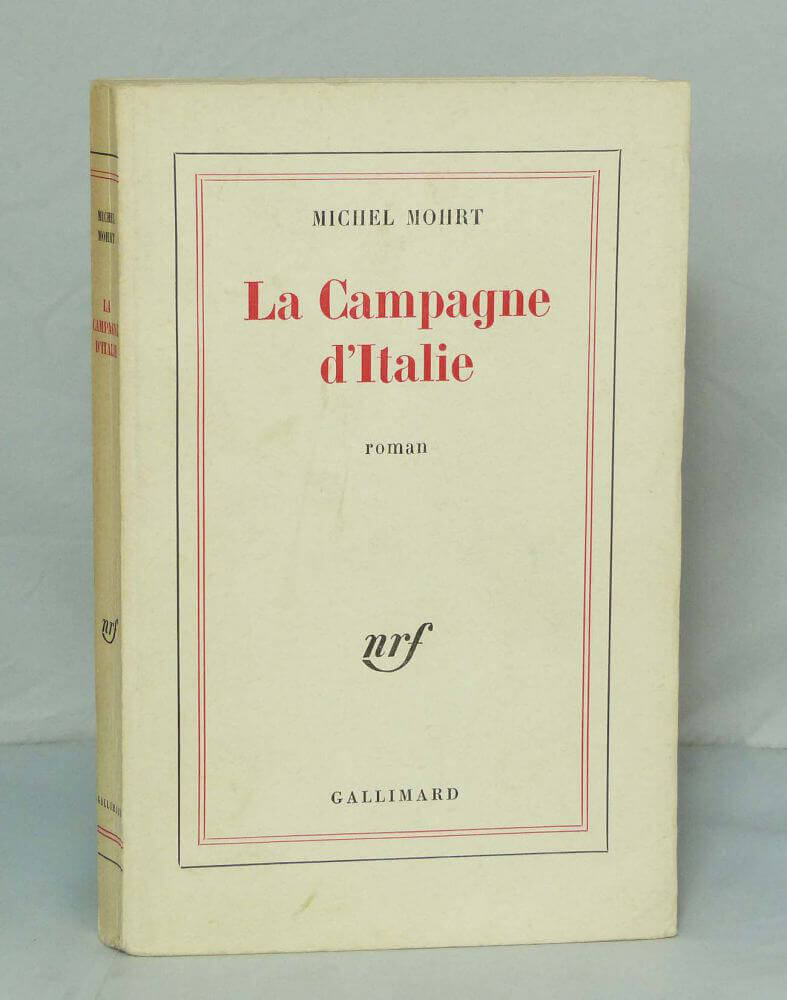 MICHEL MOHRT
La Campagne
d'Italie
roman
nrf
GALLIMARD
MICHEL
MOHRT
LA
CAMPAGNE
D'ITALIE
nrf
GALLIMARD